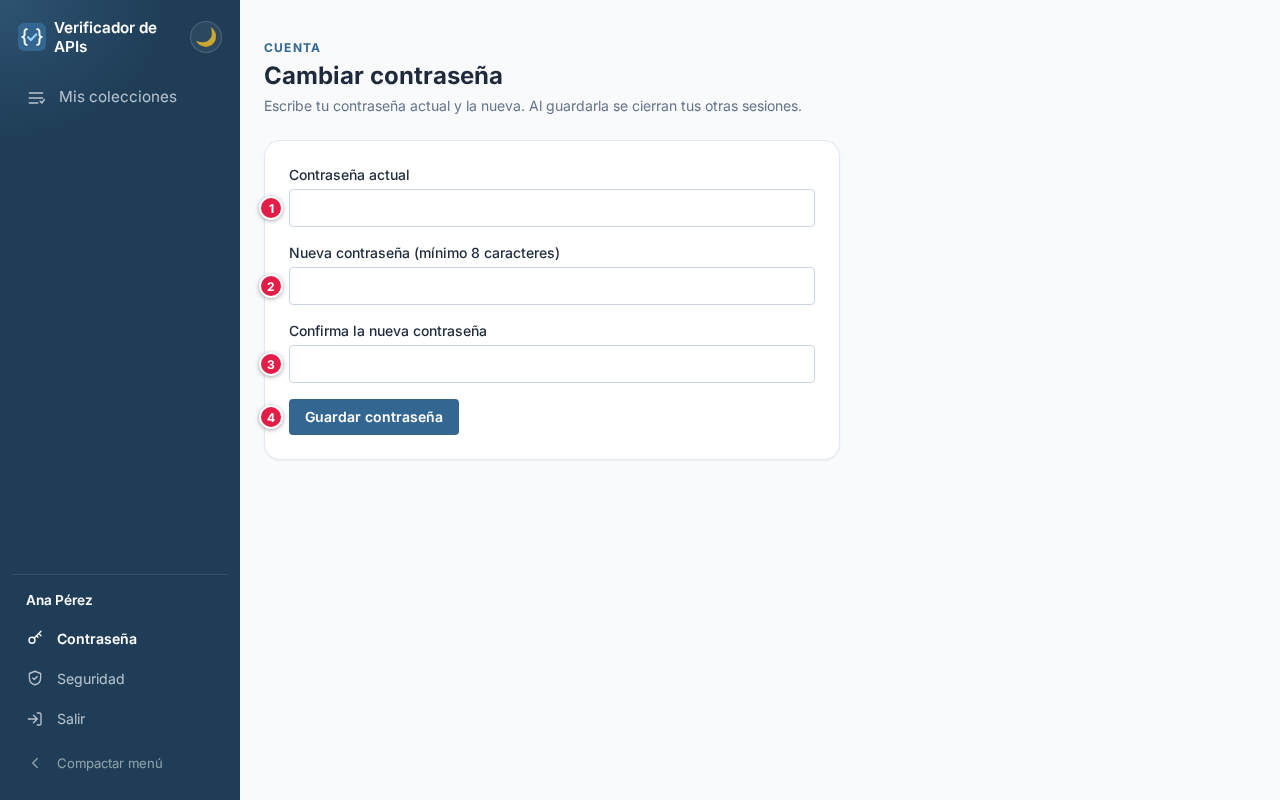 Verificador de
APIs
Mis colecciones
CUENTA
Cambiar contraseña
Escribe tu contraseña actual y la nueva. Al guardarla se cierran tus otras sesiones.
Contraseña actual
1
Nueva contraseña (mínimo 8 caracteres)
2
Confirma la nueva contraseña
3
4 Guardar contraseña
Ana Pérez
Contraseña
Seguridad
Salir
Compactar menú